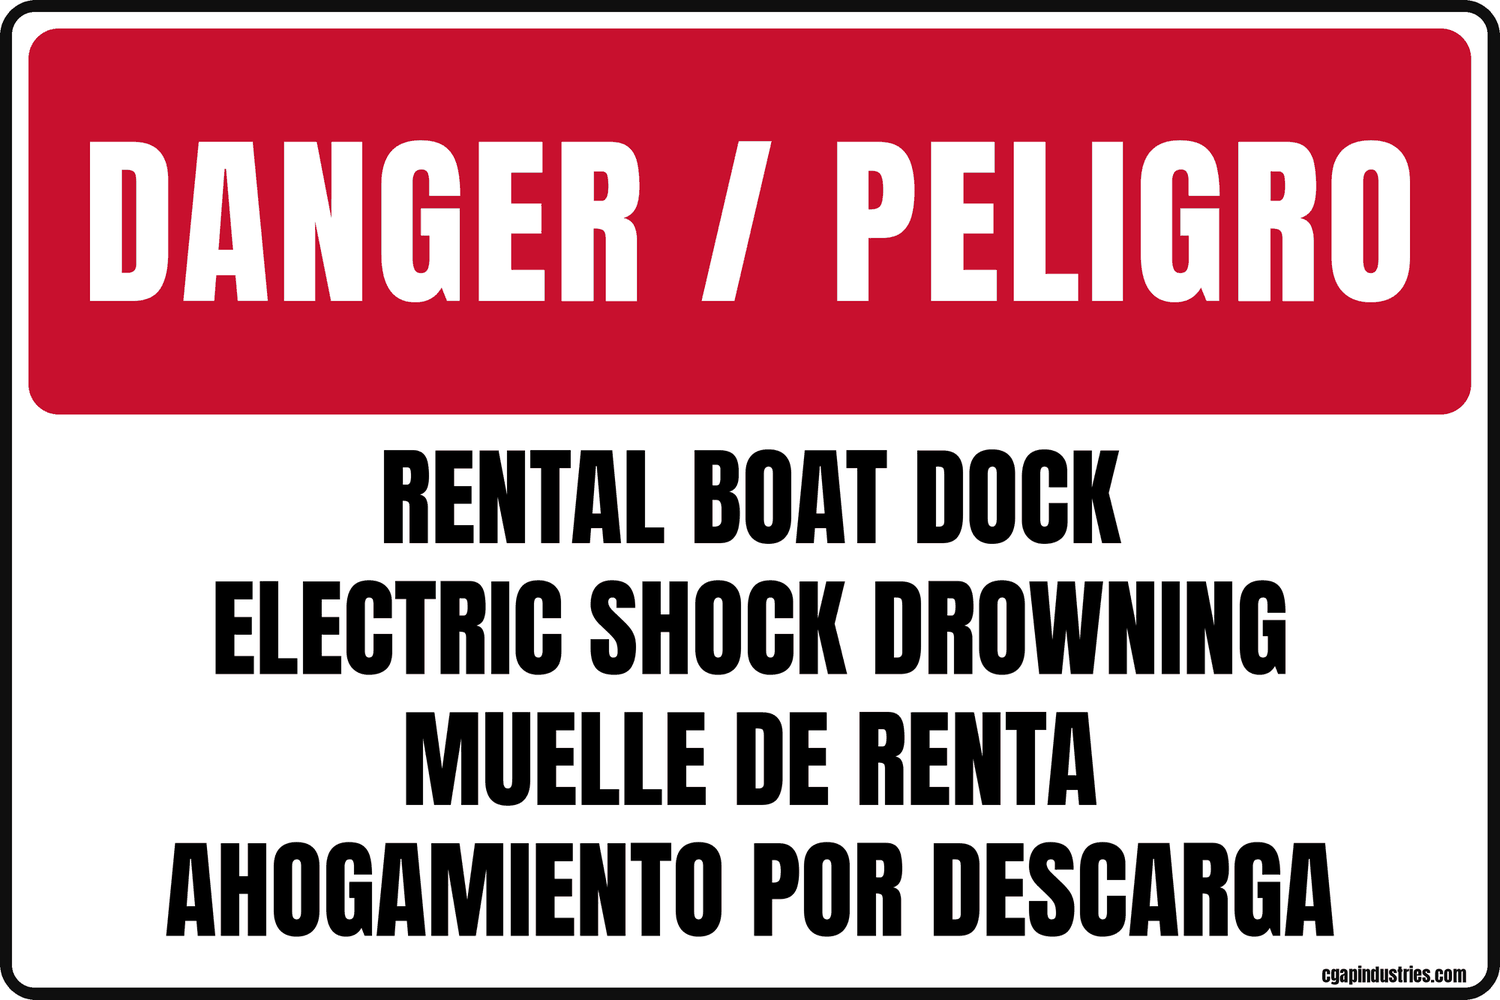 DANGER / PELIGRO
RENTAL BOAT DOCK
ELECTRIC SHOCK DROWNING
MUELLE DE RENTA
AHOGAMIENTO POR DESCARGA
cgapindustries.com